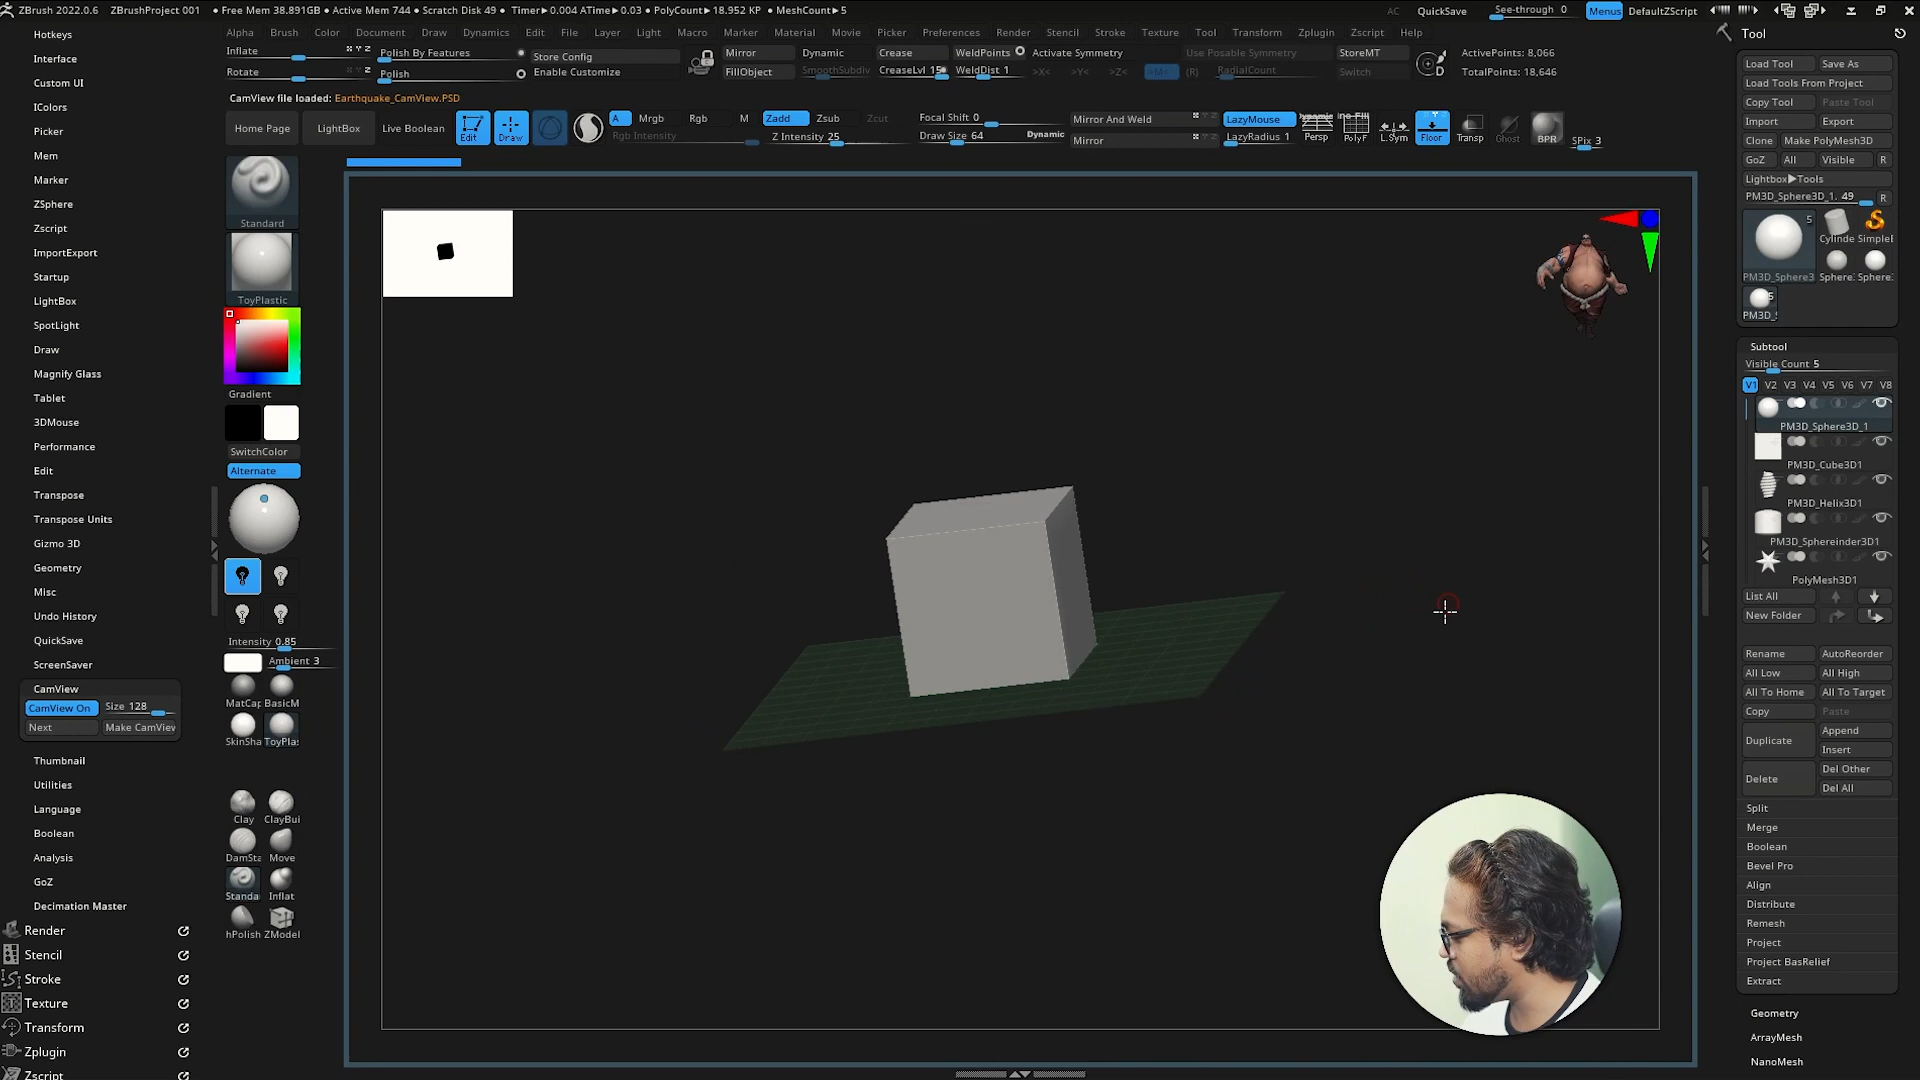 ZBrush 2022.0.6 ZBrushProject 001 • Free Mem 38.891GB • Active Mem 744 • Scratch Disk 49 • Timer▸0.004 ATime▸0.03 • PolyCount▸18.952 KP • MeshCount▸5 AC QuickSave See-through 0 Menus DefaultZScript
Alpha Brush Color Document Draw Dynamics Edit File Layer Light Macro Marker Material Movie Picker Preferences Render Stencil Stroke Texture Tool Transform Zplugin Zscript Help
Inflate Polish By Features Store Config Mirror Dynamic Crease WeldPoints Activate Symmetry Use Posable Symmetry StoreMT ActivePoints: 8,066
Rotate Polish Enable Customize FillObject SmoothSubdiv CreaseLvl 15 WeldDist 1 >X< >Y< >Z< >M< (R) RadialCount Switch TotalPoints: 18,646
CamView file loaded: Earthquake_CamView.PSD
Home Page LightBox Live Boolean Edit Draw A Mrgb Rgb M Zadd Zsub Zcut Focal Shift 0 Mirror And Weld LazyMouse Persp PolyF L.Sym Floor Transp Ghost BPR SPix 3
Rgb Intensity Z Intensity 25 Draw Size 64 Dynamic Mirror LazyRadius 1
Hotkeys
Interface
Custom UI
IColors
Picker
Mem
Marker
ZSphere
Zscript
ImportExport
Startup
LightBox
SpotLight
Draw
Magnify Glass
Tablet
3DMouse
Performance
Edit
Transpose
Transpose Units
Gizmo 3D
Geometry
Misc
Undo History
QuickSave
ScreenSaver
CamView
CamView On Size 128
Next Make CamView
Thumbnail
Utilities
Language
Boolean
Analysis
GoZ
Decimation Master
Render
Stencil
Stroke
Texture
Transform
Zplugin
Zscript
Standard
ToyPlastic
Gradient
SwitchColor
Alternate
Intensity 0.85
Ambient 3
MatCap BasicM
SkinSha ToyPlas
Clay ClayBui
DamSta Move
Standa Inflat
hPolish ZModel
Tool
Load Tool Save As
Load Tools From Project
Copy Tool Paste Tool
Import Export
Clone Make PolyMesh3D
GoZ All Visible R
Lightbox▸Tools
PM3D_Sphere3D_1. 49 R
5
Cylinde SimpleB
PM3D_Sphere3 Sphere Sphere
5
PM3D_S
Subtool
Visible Count 5
V1 V2 V3 V4 V5 V6 V7 V8
PM3D_Sphere3D_1
PM3D_Cube3D1
PM3D_Helix3D1
PM3D_Sphereinder3D1
PolyMesh3D1
List All
New Folder
Rename AutoReorder
All Low All High
All To Home All To Target
Copy Paste
Duplicate Append
Insert
Delete Del Other
Del All
Split
Merge
Boolean
Bevel Pro
Align
Distribute
Remesh
Project
Project BasRelief
Extract
Geometry
ArrayMesh
NanoMesh